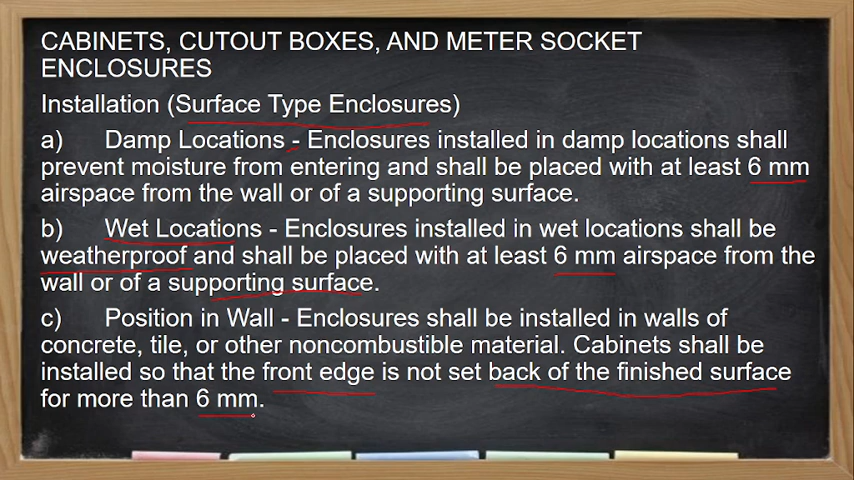 CABINETS, CUTOUT BOXES, AND METER SOCKET
ENCLOSURES
Installation (Surface Type Enclosures)
a) Damp Locations - Enclosures installed in damp locations shall
prevent moisture from entering and shall be placed with at least 6 mm
airspace from the wall or of a supporting surface.
b) Wet Locations - Enclosures installed in wet locations shall be
weatherproof and shall be placed with at least 6 mm airspace from the
wall or of a supporting surface.
c) Position in Wall - Enclosures shall be installed in walls of
concrete, tile, or other noncombustible material. Cabinets shall be
installed so that the front edge is not set back of the finished surface
for more than 6 mm.